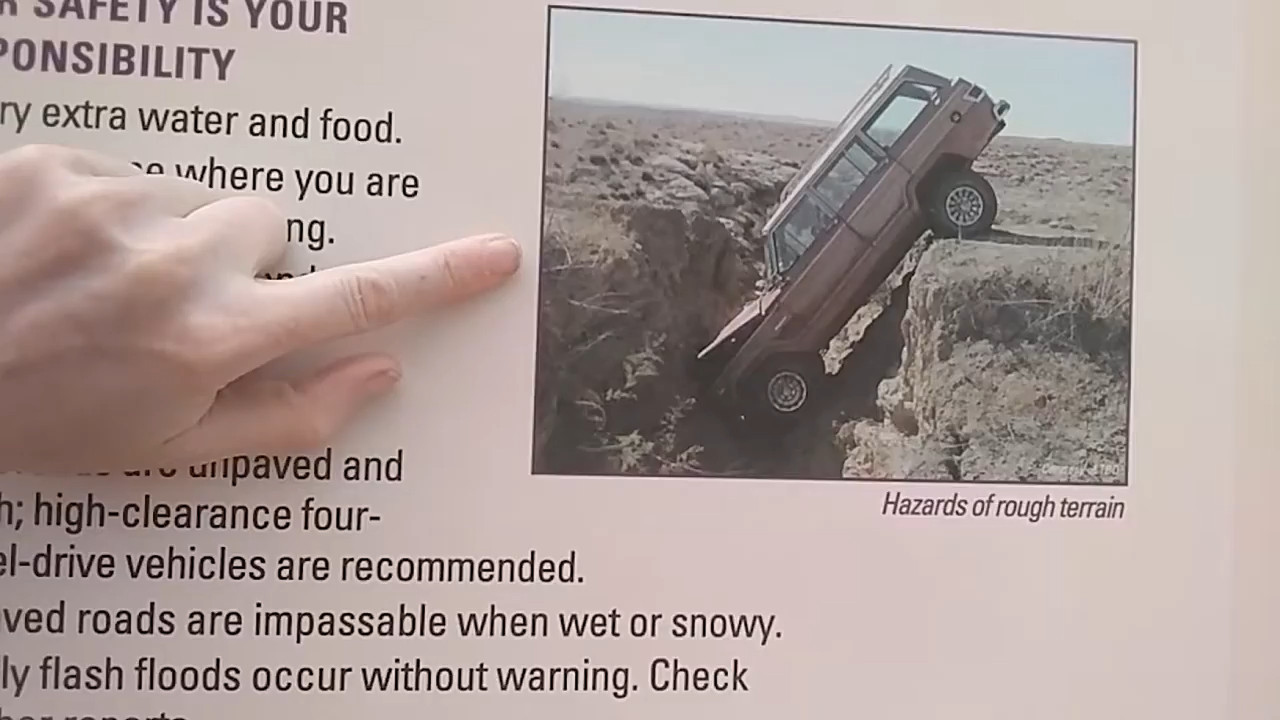 R SAFETY IS YOUR
PONSIBILITY
ry extra water and food.
where you are
ng.
unpaved and
h; high-clearance four-
el-drive vehicles are recommended.
ved roads are impassable when wet or snowy.
ly flash floods occur without warning. Check
Hazards of rough terrain